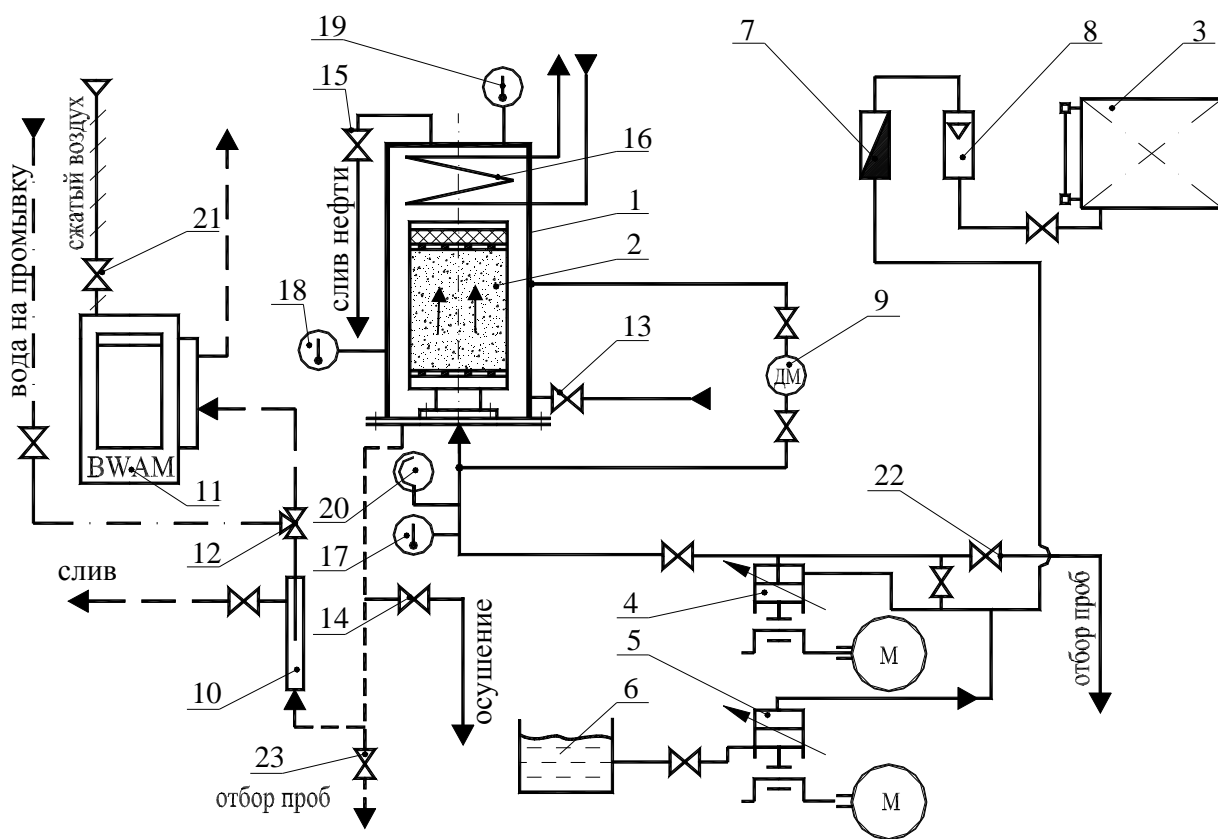 19
7
8
3
15
сжатый воздух
16
вода на промывку
слив нефти
1
21
2
18
9
13
ДМ
BWAM
11
20
22
12
17
слив
14
4
отбор проб
М
5
10
осушение
6
23
отбор проб
М